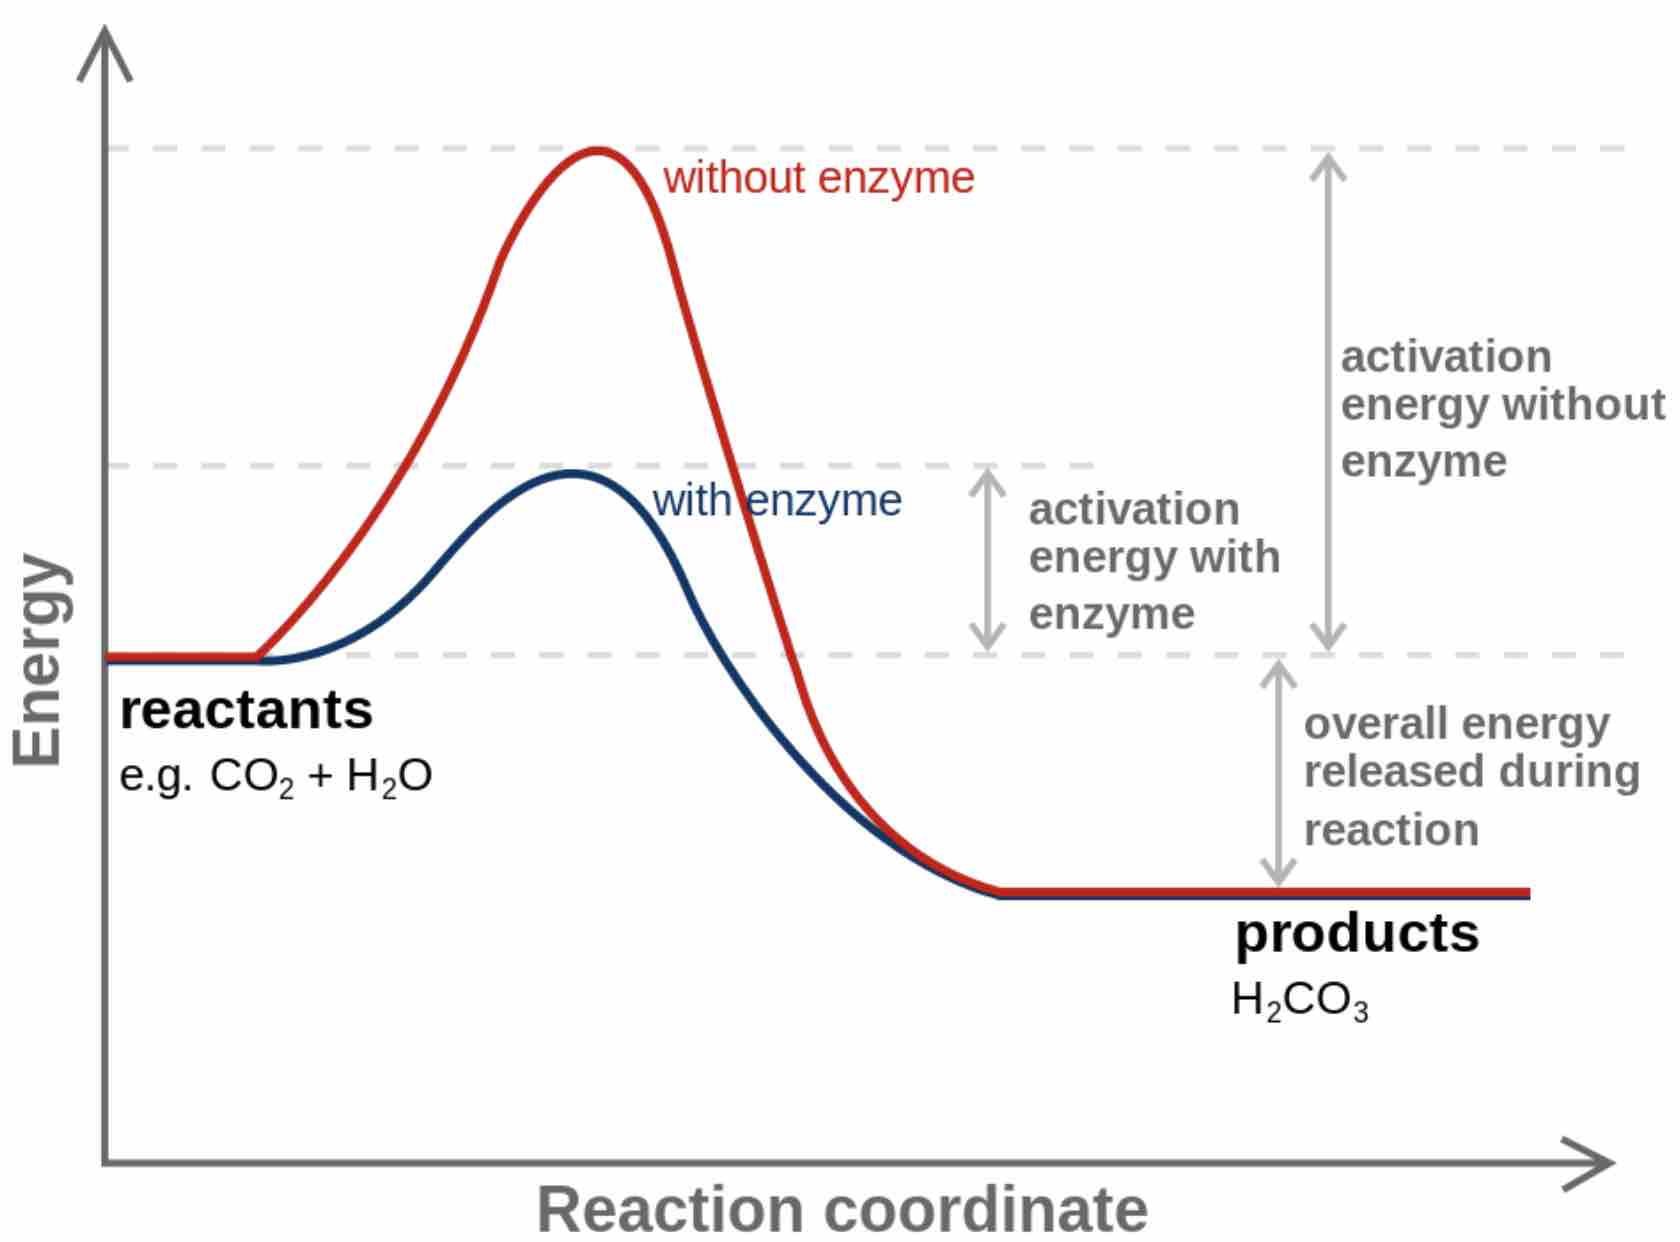 without enzyme
activation
energy without
enzyme
with enzyme
activation
energy with
enzyme
Energy
reactants
e.g. CO₂ + H₂O
overall energy
released during
reaction
products
H₂CO₃
Reaction coordinate